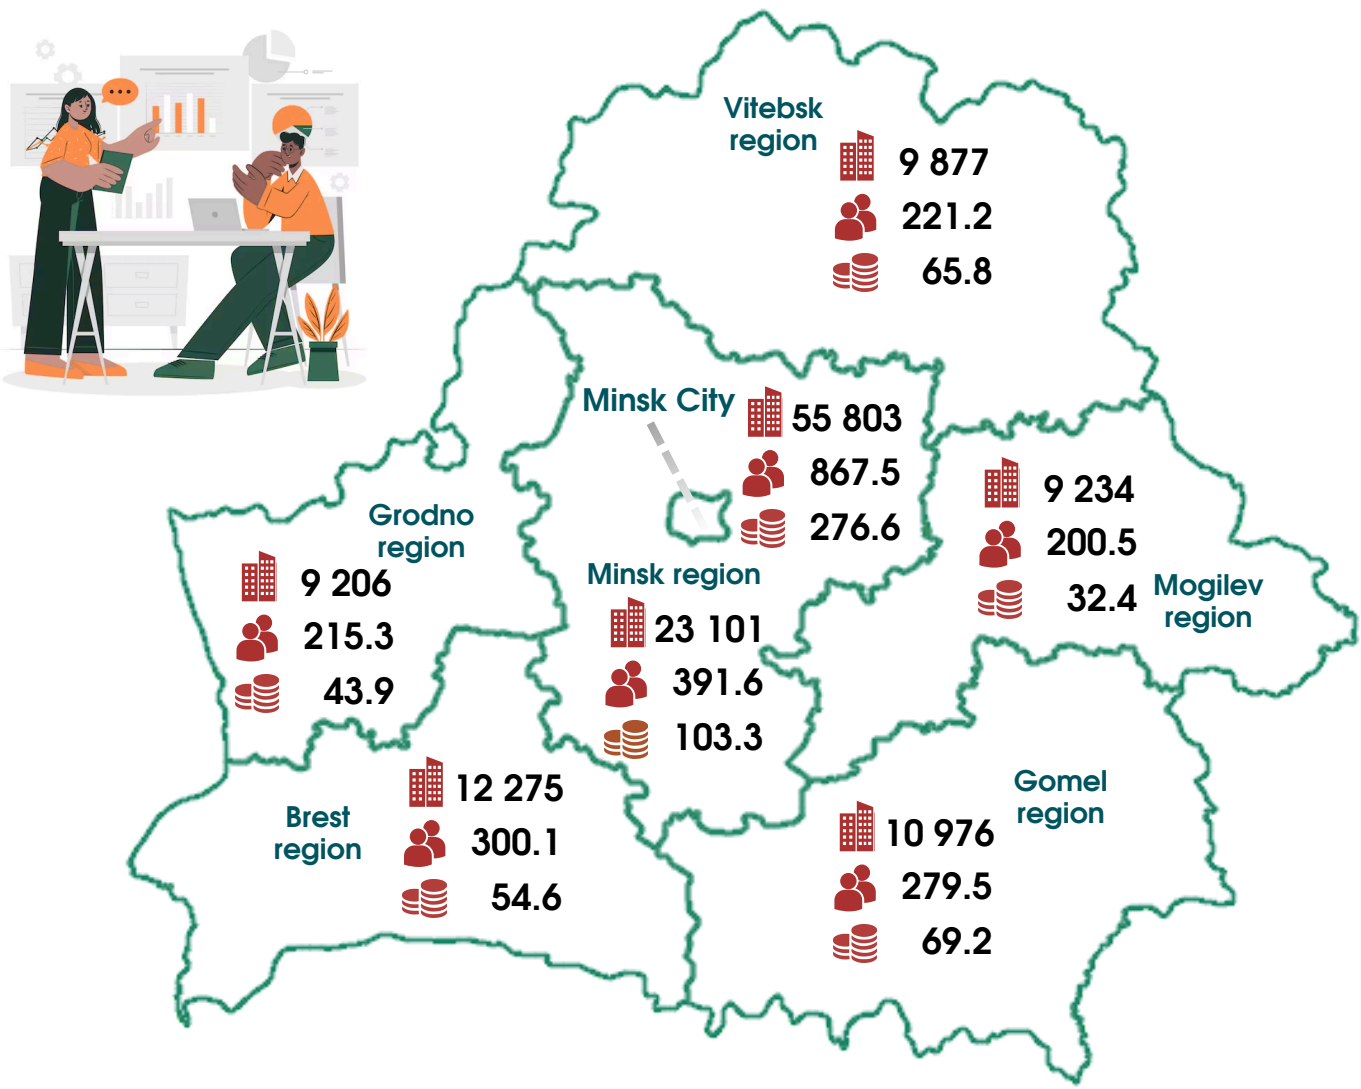 Vitebsk
region
9 877
221.2
65.8
Minsk City
55 803
867.5
276.6
9 234
200.5
32.4
Mogilev
region
Grodno
region
9 206
215.3
43.9
Minsk region
23 101
391.6
103.3
Brest
region
12 275
300.1
54.6
Gomel
region
10 976
279.5
69.2